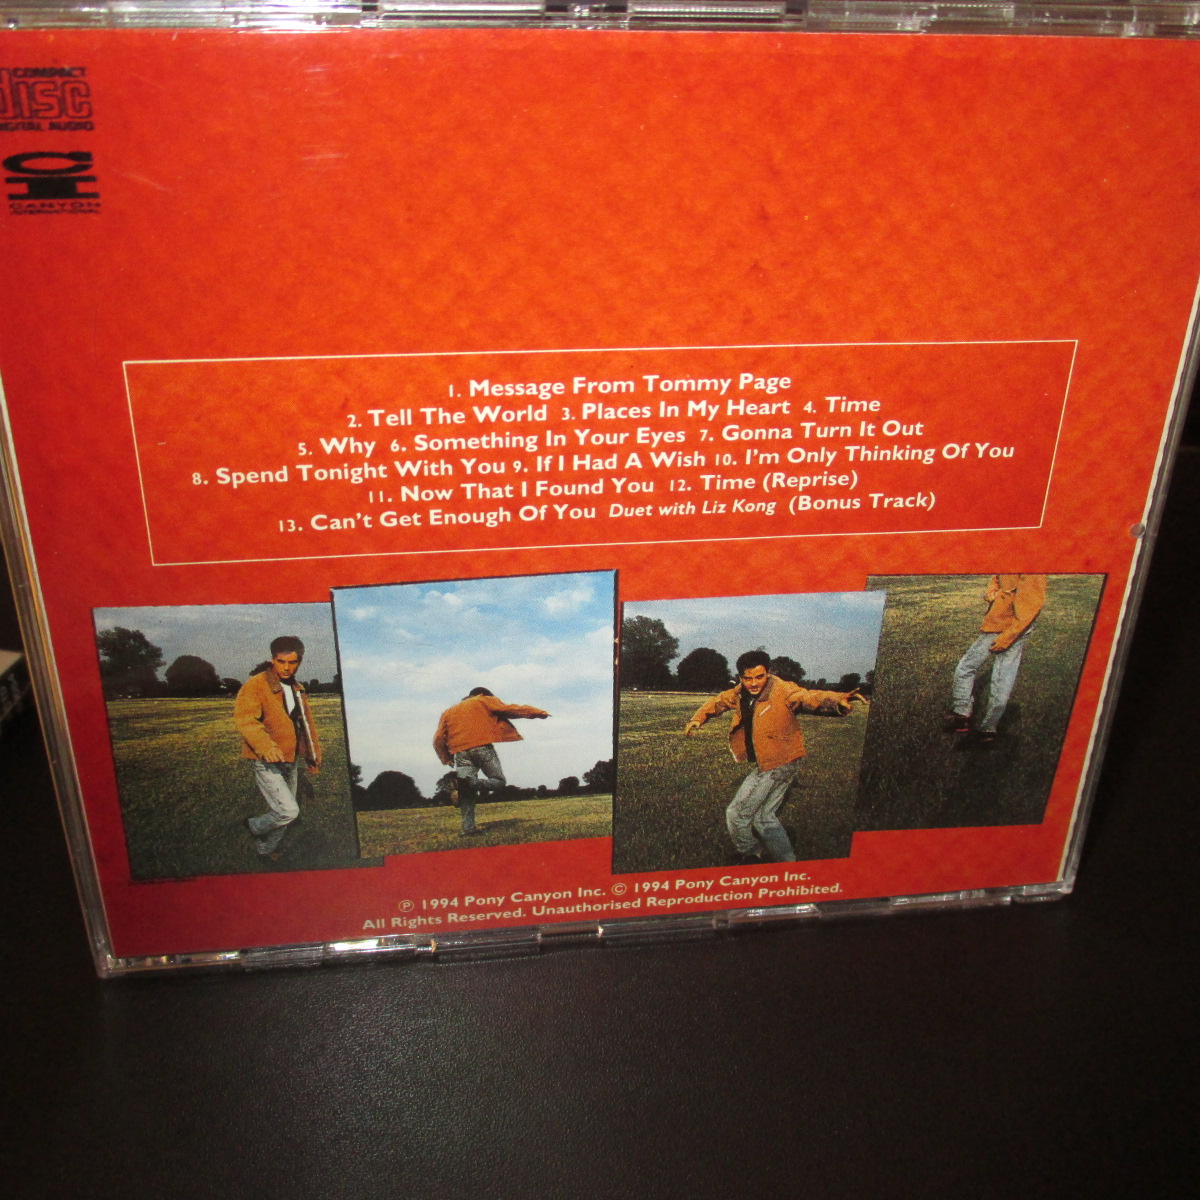 COMPACT
disc
DIGITAL AUDIO
CANYON
INTERNATIONAL
1. Message From Tommy Page
2. Tell The World 3. Places In My Heart 4. Time
5. Why 6. Something In Your Eyes 7. Gonna Turn It Out
8. Spend Tonight With You 9. If I Had A Wish 10. I'm Only Thinking Of You
11. Now That I Found You 12. Time (Reprise)
13. Can't Get Enough Of You Duet with Liz Kong (Bonus Track)
℗ 1994 Pony Canyon Inc. © 1994 Pony Canyon Inc.
All Rights Reserved. Unauthorised Reproduction Prohibited.